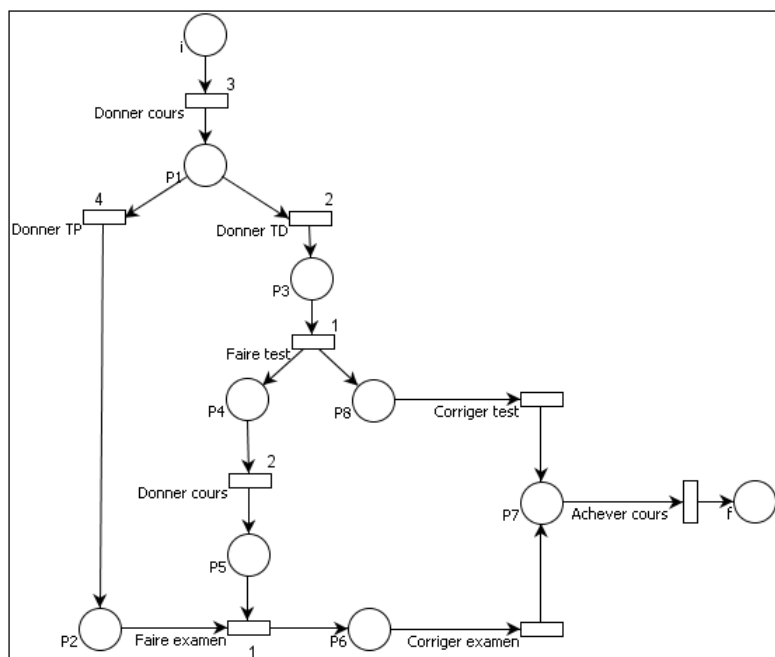 i
3
Donner cours
P1
4
2
Donner TP
Donner TD
P3
1
Faire test
P4
P8
Corriger test
2
Donner cours
P7
Achever cours
f
P5
P2
Faire examen
1
P6
Corriger examen